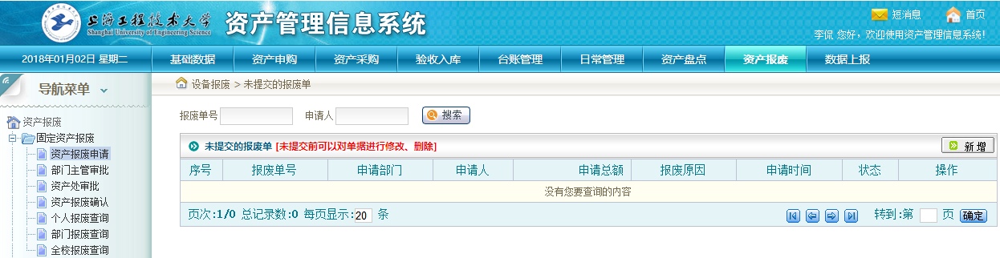 上海工程技术大学
Shanghai University of Engineering Science
资产管理信息系统
短消息 首页
李侃 您好，欢迎使用资产管理信息系统!
2018年01月02日 星期二 基础数据 资产申购 资产采购 验收入库 台账管理 日常管理 资产盘点 资产报废 数据上报
导航菜单
设备报废 > 未提交的报废单
报废单号 申请人 搜索
资产报废
固定资产报废
资产报废申请
部门主管审批
资产处审批
资产报废确认
个人报废查询
部门报废查询
全校报废查询
未提交的报废单 [未提交前可以对单据进行修改、删除] 新增
序号 报废单号 申请部门 申请人 申请总额 报废原因 申请时间 状态 操作
没有您要查询的内容
页次:1/0 总记录数:0 每页显示:20 条 转到:第 页 确定